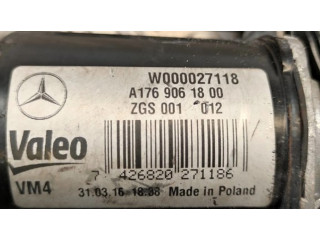 W000027118
A176 906 18 00
ZGS 001 012
Valeo
7 426820 271186
VM4
31.03.16 18:38 Made in Poland